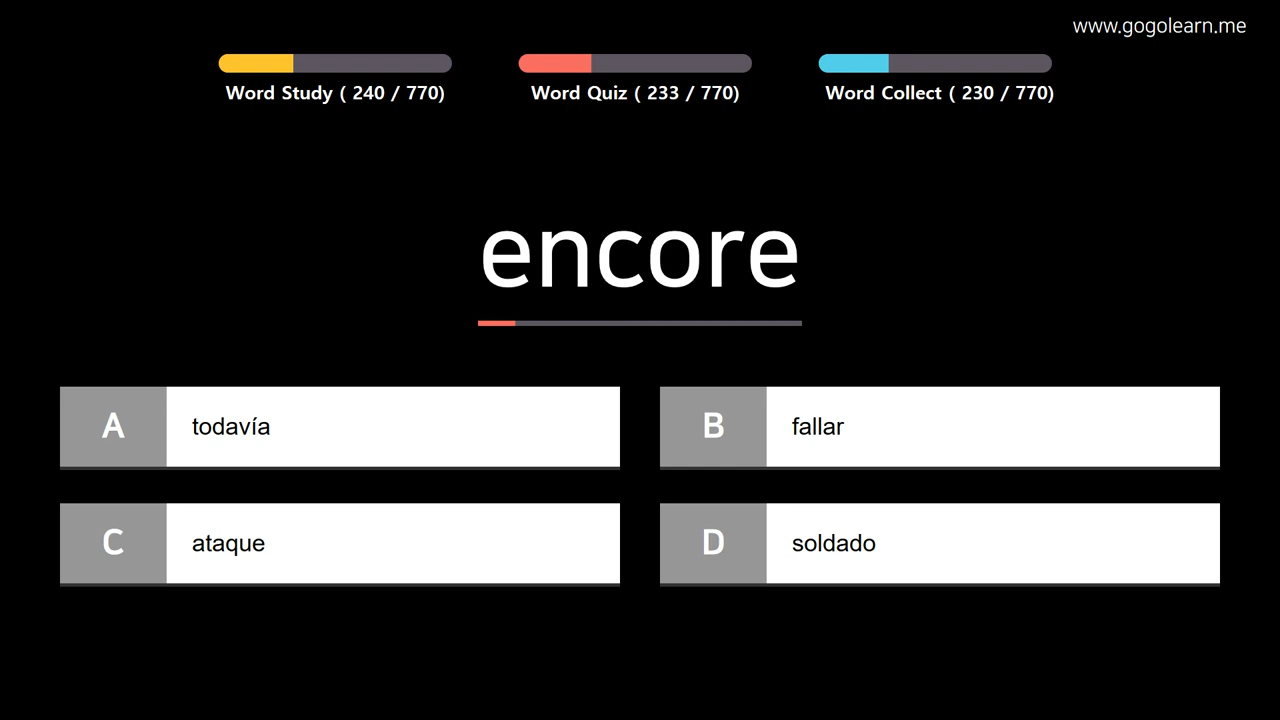 www.gogolearn.me
Word Study ( 240 / 770)
Word Quiz ( 233 / 770)
Word Collect ( 230 / 770)
encore
A
todavía
B
fallar
C
ataque
D
soldado